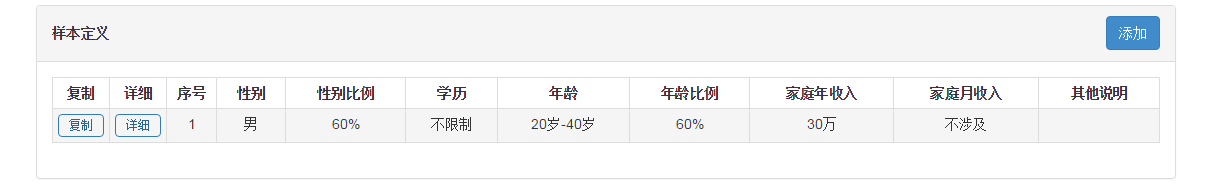 样本定义 添加
复制 详细 序号 性别 性别比例 学历 年龄 年龄比例 家庭年收入 家庭月收入 其他说明
复制 详细 1 男 60% 不限制 20岁-40岁 60% 30万 不涉及